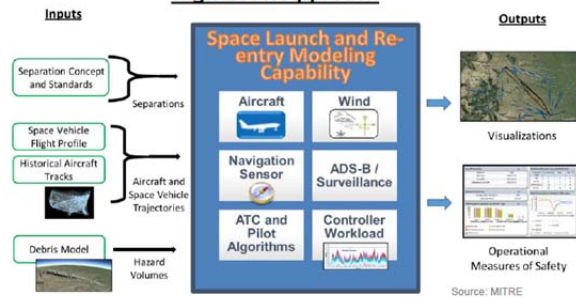 Inputs
Outputs
Separation Concept
and Standards
Separations
Space Vehicle
Flight Profile
Historical Aircraft
Tracks
Aircraft and
Space Vehicle
Trajectories
Debris Model
Hazard
Volumes
Space Launch and Re-
entry Modeling
Capability
Aircraft
Wind
Navigation
Sensor
ADS-B /
Surveillance
ATC and
Pilot
Algorithms
Controller
Workload
Visualizations
Operational
Measures of Safety
Source: MITRE